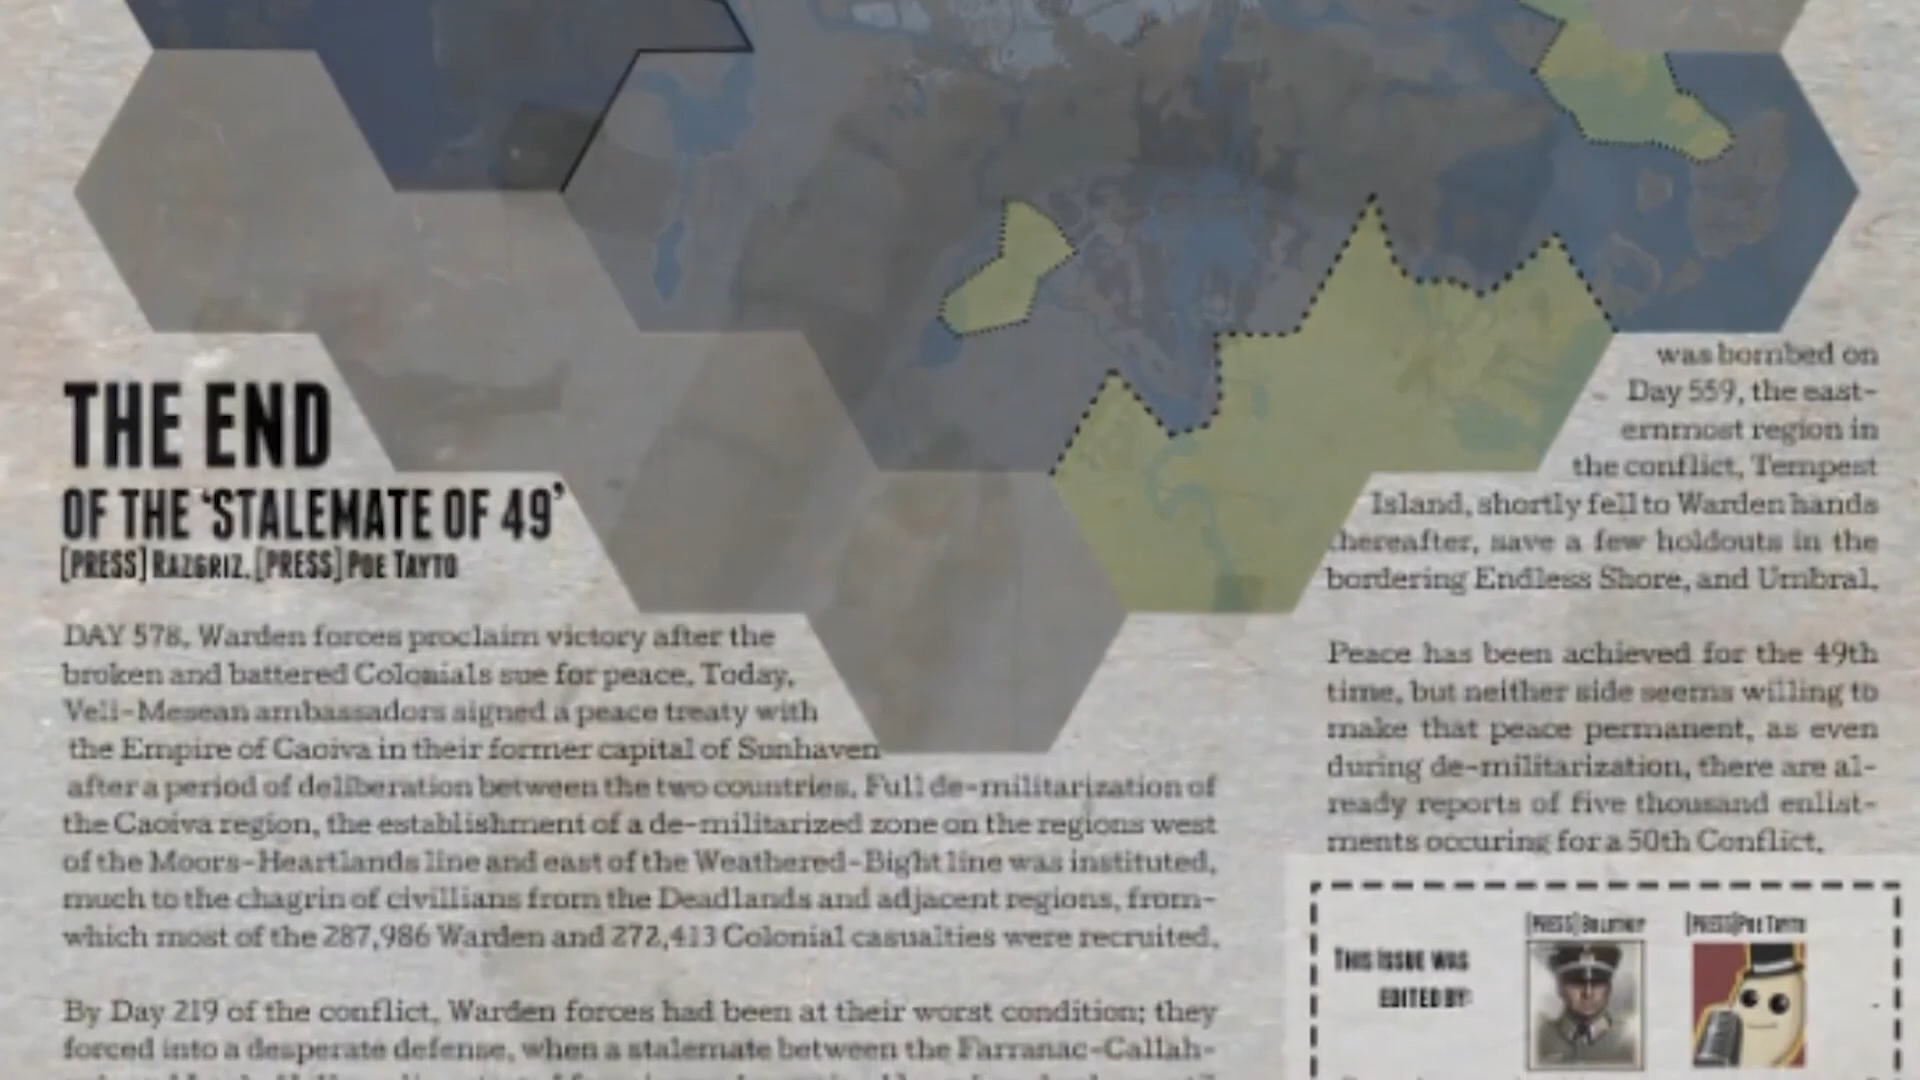 THE END
OF THE ‘STALEMATE OF 49’
[PRESS] RAZGRIZ, [PRESS] POE TAYTO
DAY 578, Warden forces proclaim victory after the
broken and battered Colonials sue for peace. Today,
Veli-Mesean ambassadors signed a peace treaty with
the Empire of Caoiva in their former capital of Sunhaven
after a period of deliberation between the two countries. Full de-militarization of
the Caoiva region, the establishment of a de-militarized zone on the regions west
of the Moors-Heartlands line and east of the Weathered-Bight line was instituted,
much to the chagrin of civillians from the Deadlands and adjacent regions, from-
which most of the 287,986 Warden and 272,413 Colonial casualties were recruited.
By Day 219 of the conflict, Warden forces had been at their worst condition; they
forced into a desperate defense, when a stalemate between the Farranac-Callah-
was bombed on
Day 559, the east-
ernmost region in
the conflict, Tempest
Island, shortly fell to Warden hands
thereafter, save a few holdouts in the
bordering Endless Shore, and Umbral.
Peace has been achieved for the 49th
time, but neither side seems willing to
make that peace permanent, as even
during de-militarization, there are al-
ready reports of five thousand enlist-
ments occuring for a 50th Conflict.
[PRESS] [PRESS] POE TAYTO
THIS ISSUE WAS
EDITED BY: